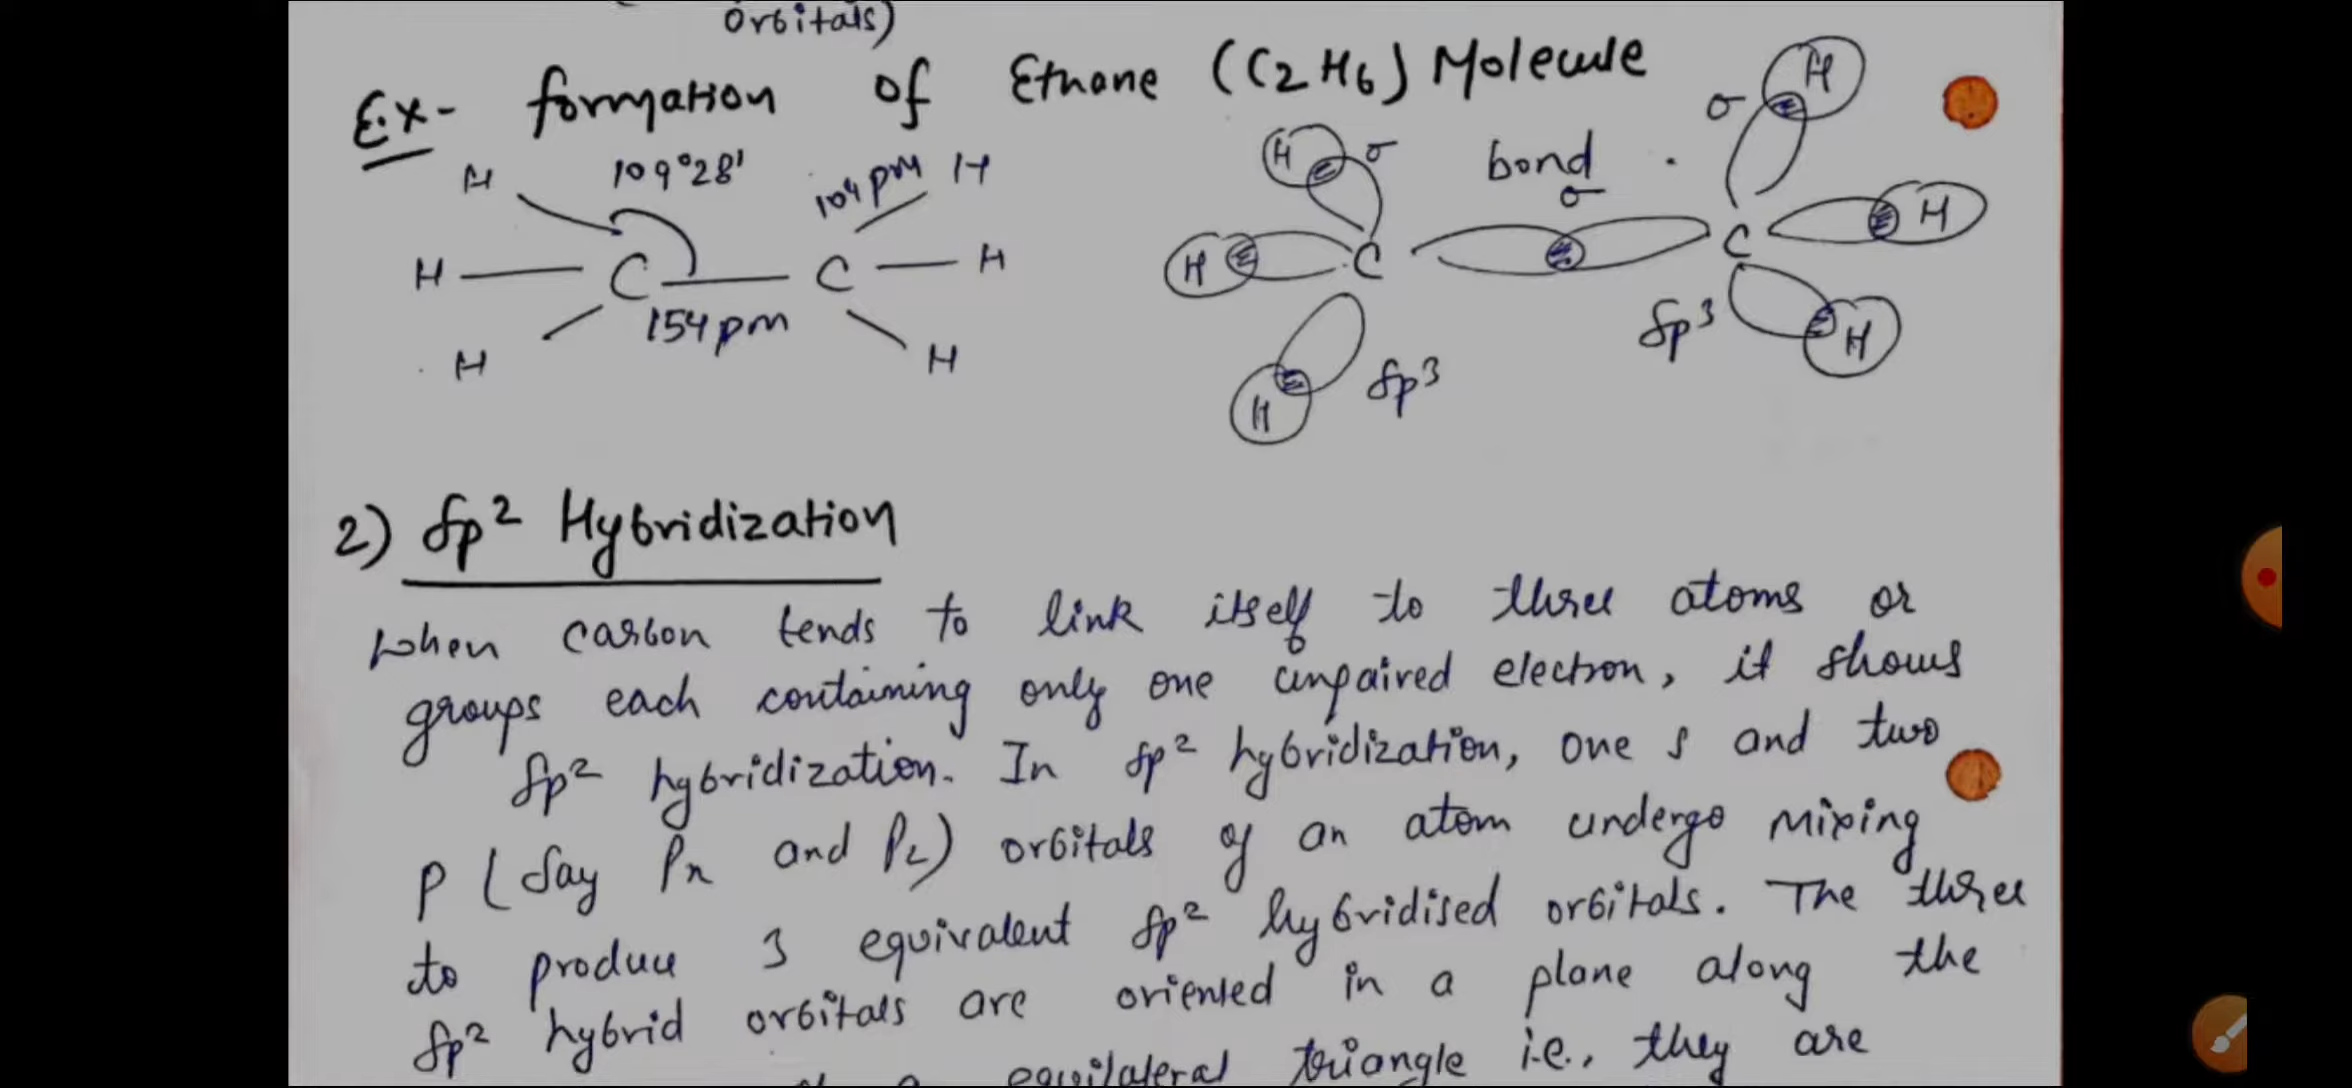 orbitals)
Ex- formation of Ethane (C2H6) Molecule
H 109°28' 104 pm H
H C C H
154 pm
H H
H σ bond σ σ H
H C C H
sp3 H
H sp3
2) sp2 Hybridization
when carbon tends to link itself to three atoms or
groups each containing only one unpaired electron, it shows
sp2 hybridization. In sp2 hybridization, one s and two
p (say Px and Pz) orbitals of an atom undergo mixing
to produce 3 equivalent sp2 hybridised orbitals. The three
sp2 hybrid orbitals are oriented in a plane along the
equilateral triangle i.e., they are